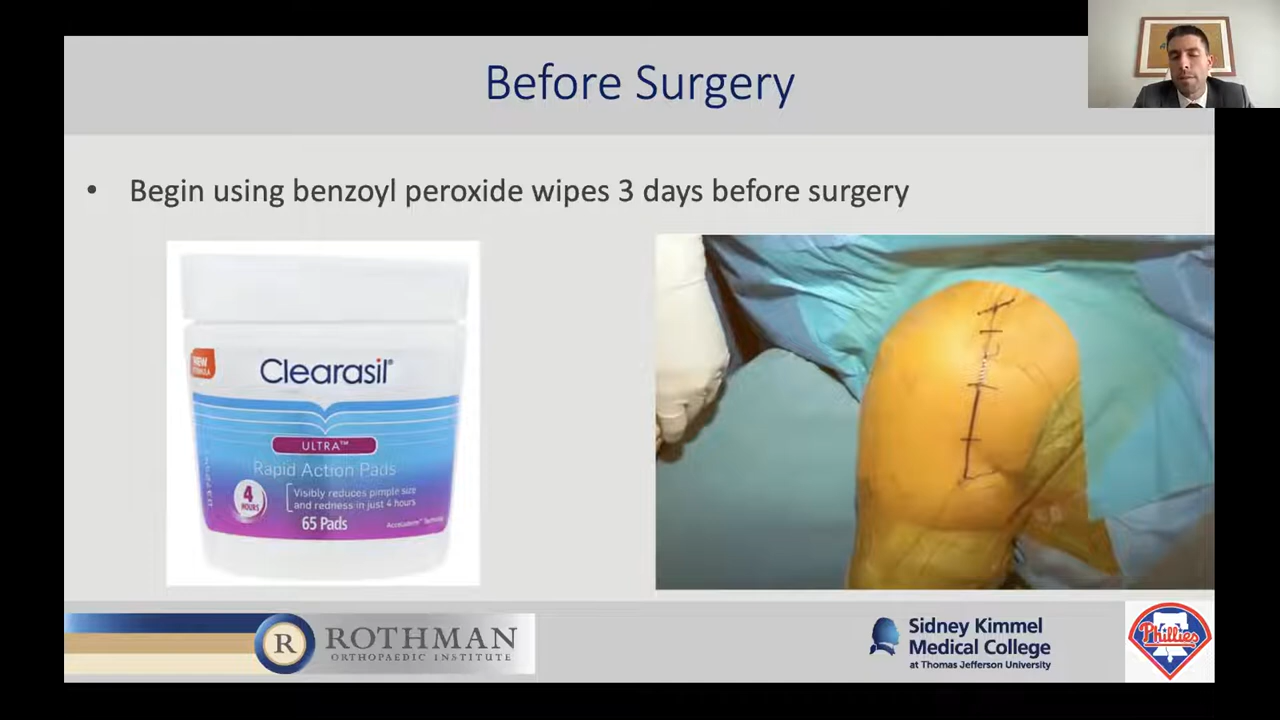 Before Surgery
• Begin using benzoyl peroxide wipes 3 days before surgery
NEW
Clearasil®
ULTRA™
Rapid Action Pads
4
HOURS
Visibly reduces pimple size
and redness in just 4 hours
65 Pads
R
ROTHMAN
ORTHOPAEDIC INSTITUTE
Sidney Kimmel
Medical College
at Thomas Jefferson University
Phillies